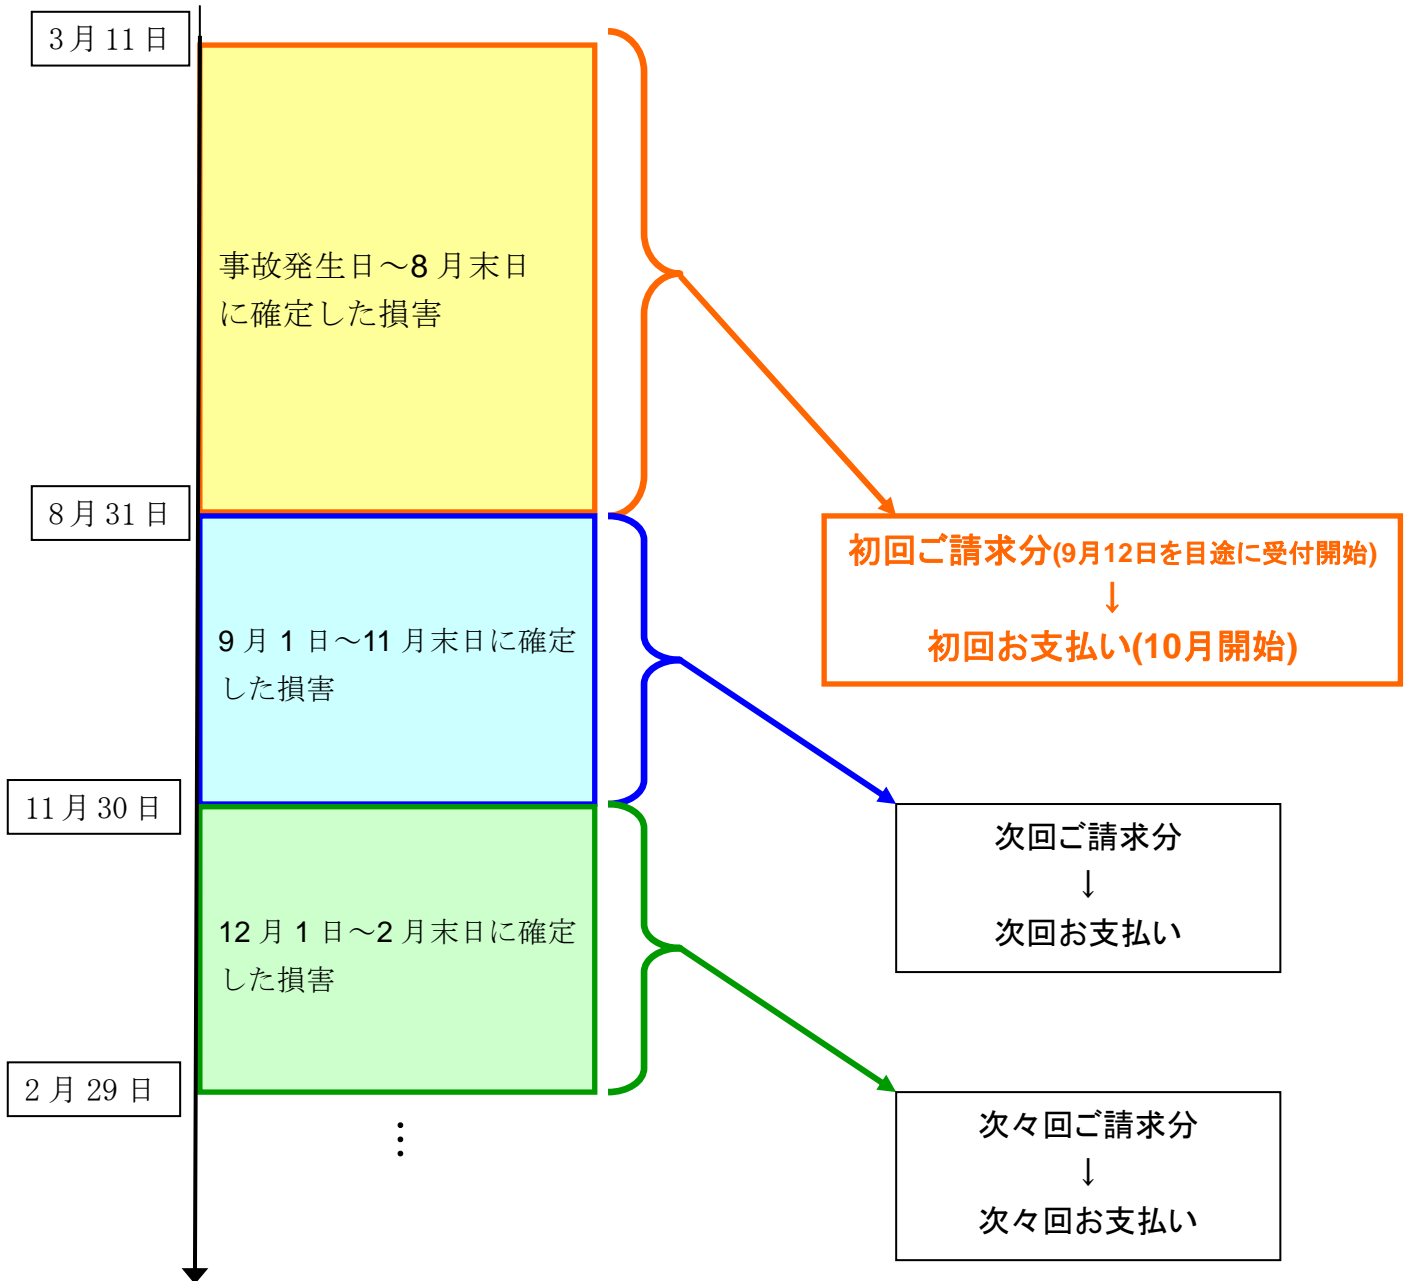 3月11日
事故発生日～8月末日
に確定した損害
8月31日
初回ご請求分(9月12日を目途に受付開始)
↓
初回お支払い(10月開始)
9月1日～11月末日に確定
した損害
11月30日
次回ご請求分
↓
次回お支払い
12月1日～2月末日に確定
した損害
2月29日
⋮
次々回ご請求分
↓
次々回お支払い